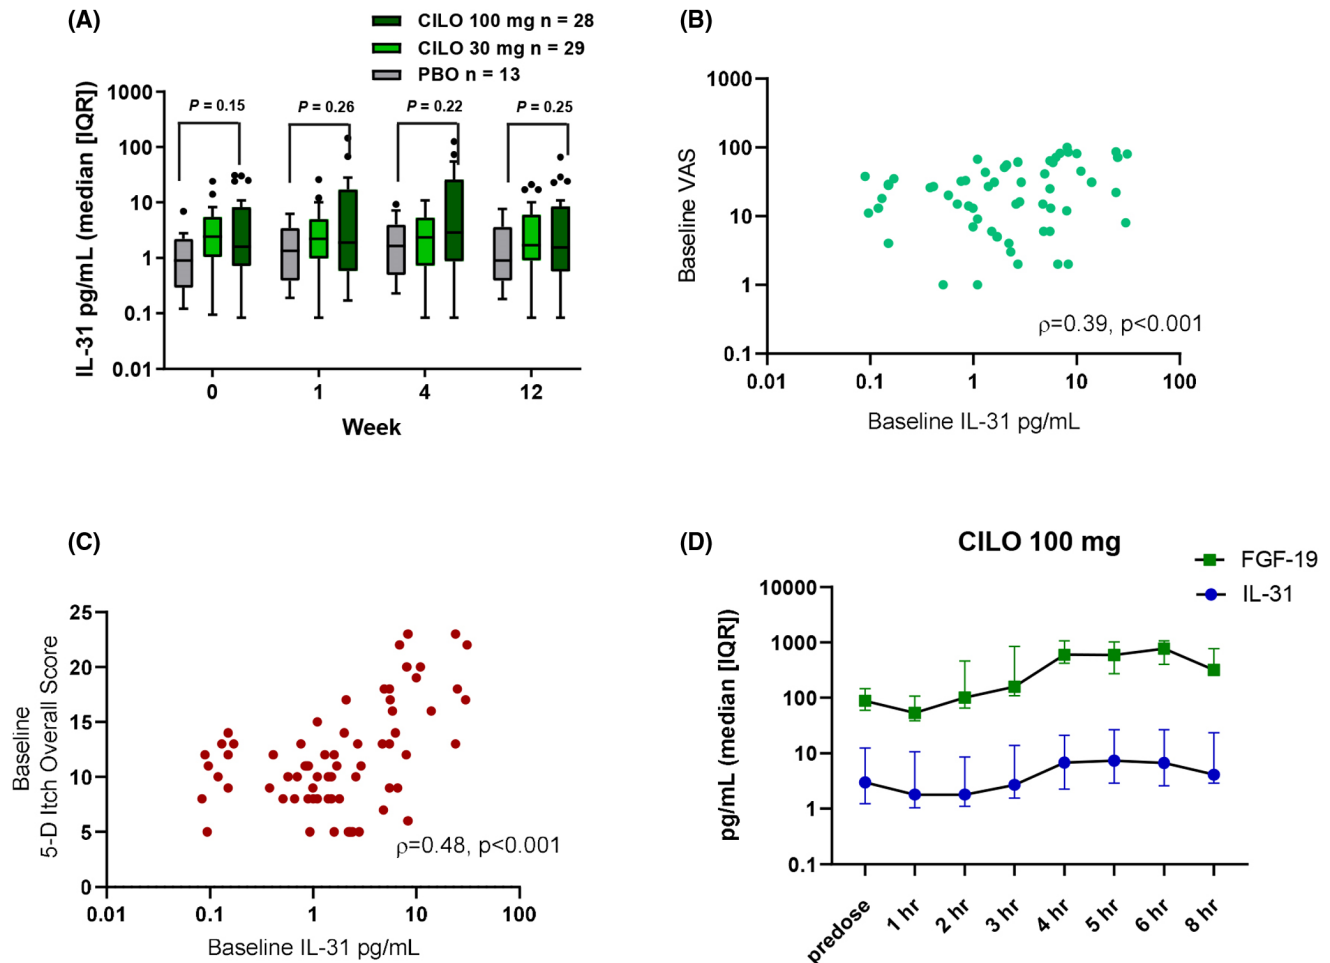 (A)
CILO 100 mg n = 28
CILO 30 mg n = 29
PBO n = 13
IL-31 pg/mL (median [IQR])
1000
100
10
1
0.1
0.01
P = 0.15
P = 0.26
P = 0.22
P = 0.25
0
1
4
12
Week
(B)
Baseline VAS
1000
100
10
1
0.1
ρ=0.39, p<0.001
0.01
0.1
1
10
100
Baseline IL-31 pg/mL
(C)
Baseline
5-D Itch Overall Score
25
20
15
10
5
0
ρ=0.48, p<0.001
0.01
0.1
1
10
100
Baseline IL-31 pg/mL
(D)
CILO 100 mg
FGF-19
IL-31
pg/mL (median [IQR])
10000
1000
100
10
1
0.1
predose
1 hr
2 hr
3 hr
4 hr
5 hr
6 hr
8 hr